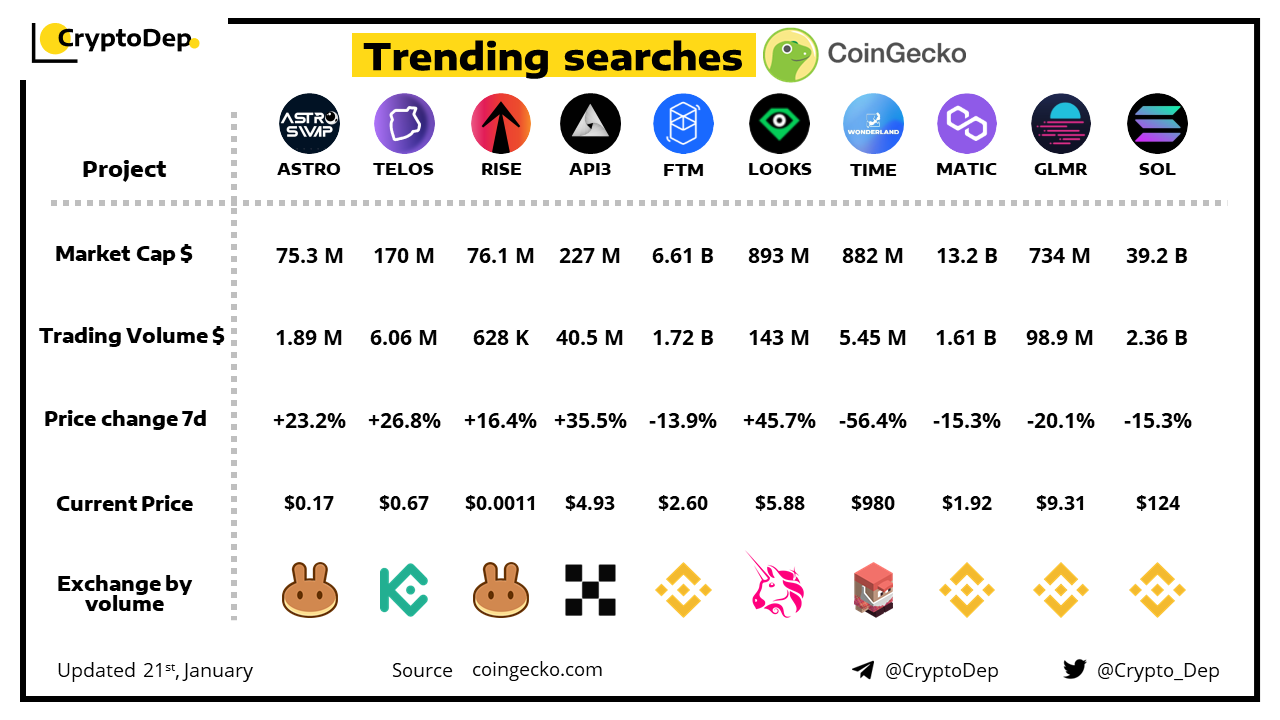 CryptoDep
Trending searches
CoinGecko
ASTRO
SWAP
WONDERLAND
Project ASTRO TELOS RISE API3 FTM LOOKS TIME MATIC GLMR SOL
Market Cap $ 75.3 M 170 M 76.1 M 227 M 6.61 B 893 M 882 M 13.2 B 734 M 39.2 B
Trading Volume $ 1.89 M 6.06 M 628 K 40.5 M 1.72 B 143 M 5.45 M 1.61 B 98.9 M 2.36 B
Price change 7d +23.2% +26.8% +16.4% +35.5% -13.9% +45.7% -56.4% -15.3% -20.1% -15.3%
Current Price $0.17 $0.67 $0.0011 $4.93 $2.60 $5.88 $980 $1.92 $9.31 $124
Exchange by
volume
Updated 21st, January Source coingecko.com @CryptoDep @Crypto_Dep